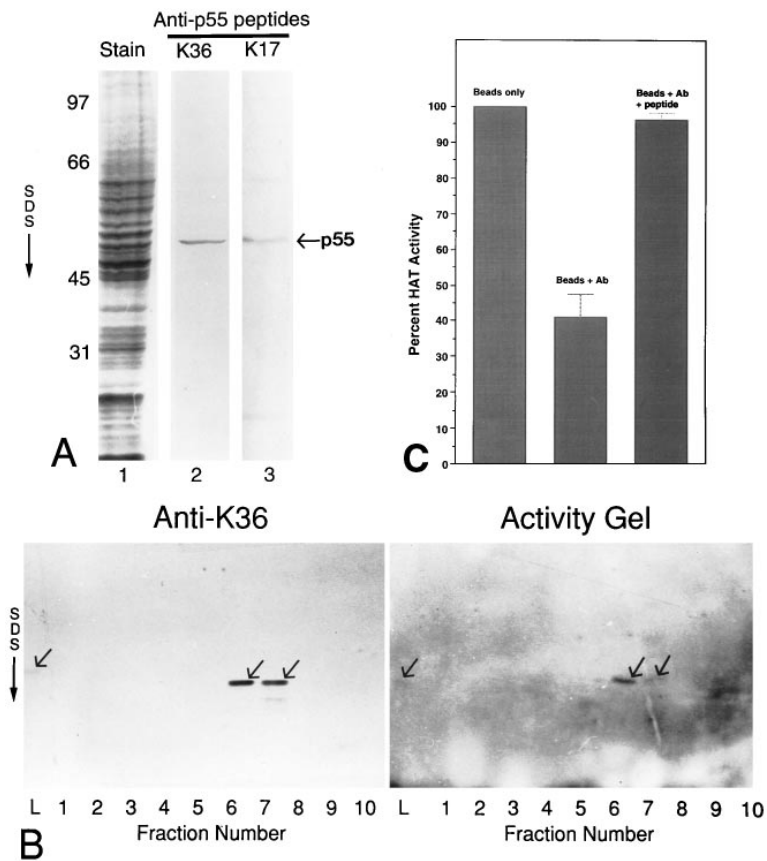 Anti-p55 peptides
Stain K36 K17
97
66
SDS
45
31
←p55
A
1 2 3
Beads only
Beads + Ab
+ peptide
Beads + Ab
Percent HAT Activity
100
90
80
70
60
50
40
30
20
10
0
C
Anti-K36 Activity Gel
SDS
L 1 2 3 4 5 6 7 8 9 10 L 1 2 3 4 5 6 7 8 9 10
Fraction Number Fraction Number
B